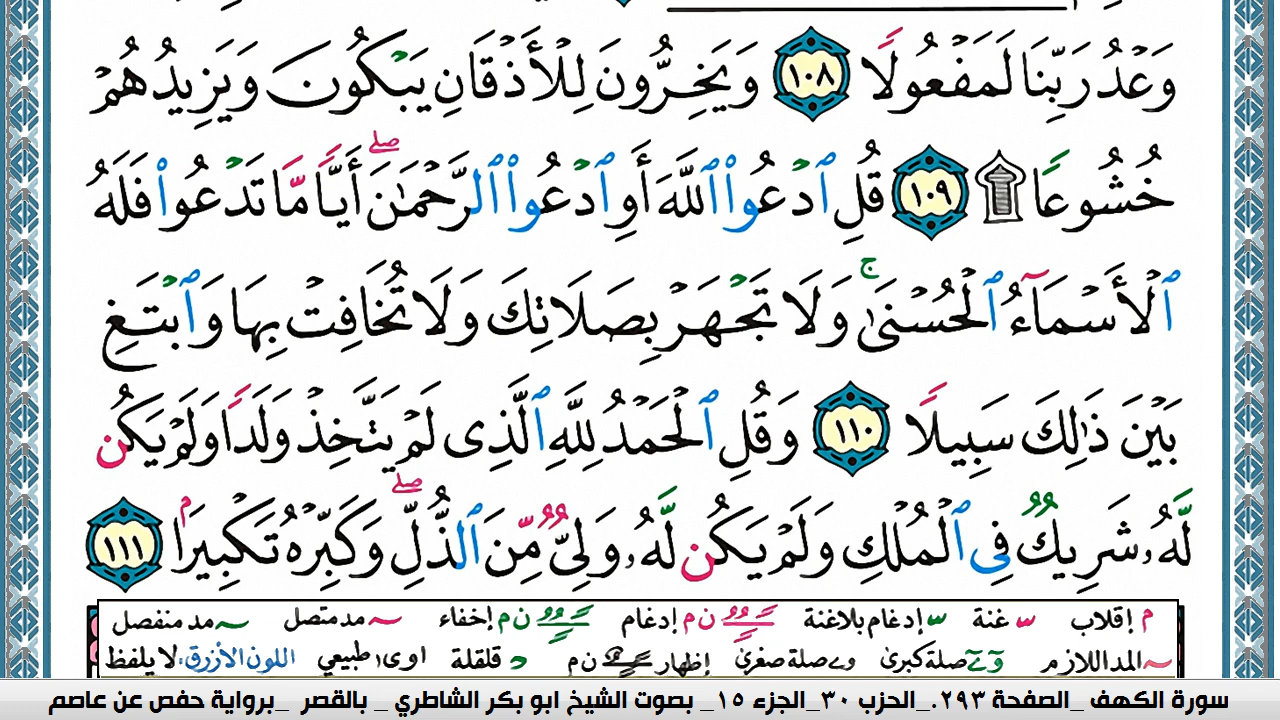 وَعْدُ رَبِّنَا لَمَفْعُولًا ١٠٨ وَيَخِرُّونَ لِلْأَذْقَانِ يَبْكُونَ وَيَزِيدُهُمْ
خُشُوعًا ۩ ١٠٩ قُلِ ٱدْعُوا۟ ٱللَّهَ أَوِ ٱدْعُوا۟ ٱلرَّحْمَٰنَ ۖ أَيًّا مَّا تَدْعُوا۟ فَلَهُ
ٱلْأَسْمَآءُ ٱلْحُسْنَىٰ ۚ وَلَا تَجْهَرْ بِصَلَاتِكَ وَلَا تُخَافِتْ بِهَا وَٱبْتَغِ
بَيْنَ ذَٰلِكَ سَبِيلًا ١١٠ وَقُلِ ٱلْحَمْدُ لِلَّهِ ٱلَّذِى لَمْ يَتَّخِذْ وَلَدًا وَلَمْ يَكُن
لَّهُۥ شَرِيكٌ فِى ٱلْمُلْكِ وَلَمْ يَكُن لَّهُۥ وَلِىٌّ مِّنَ ٱلذُّلِّ ۖ وَكَبِّرْهُ تَكْبِيرًۢا ١١١
م إقلاب س غنة س إدغام بلاغنة ن م إدغام ن م إخفاء مد متصل مد منفصل
المد اللازم صلة كبرى صلة صغرى إظهار ن م قلقلة اوى طبيعي اللون الأزرق: لا يلفظ
سورة الكهف _الصفحة ٢٩٣._الحزب ٣٠_الجزء ١٥_ بصوت الشيخ ابو بكر الشاطري _ بالقصر _برواية حفص عن عاصم